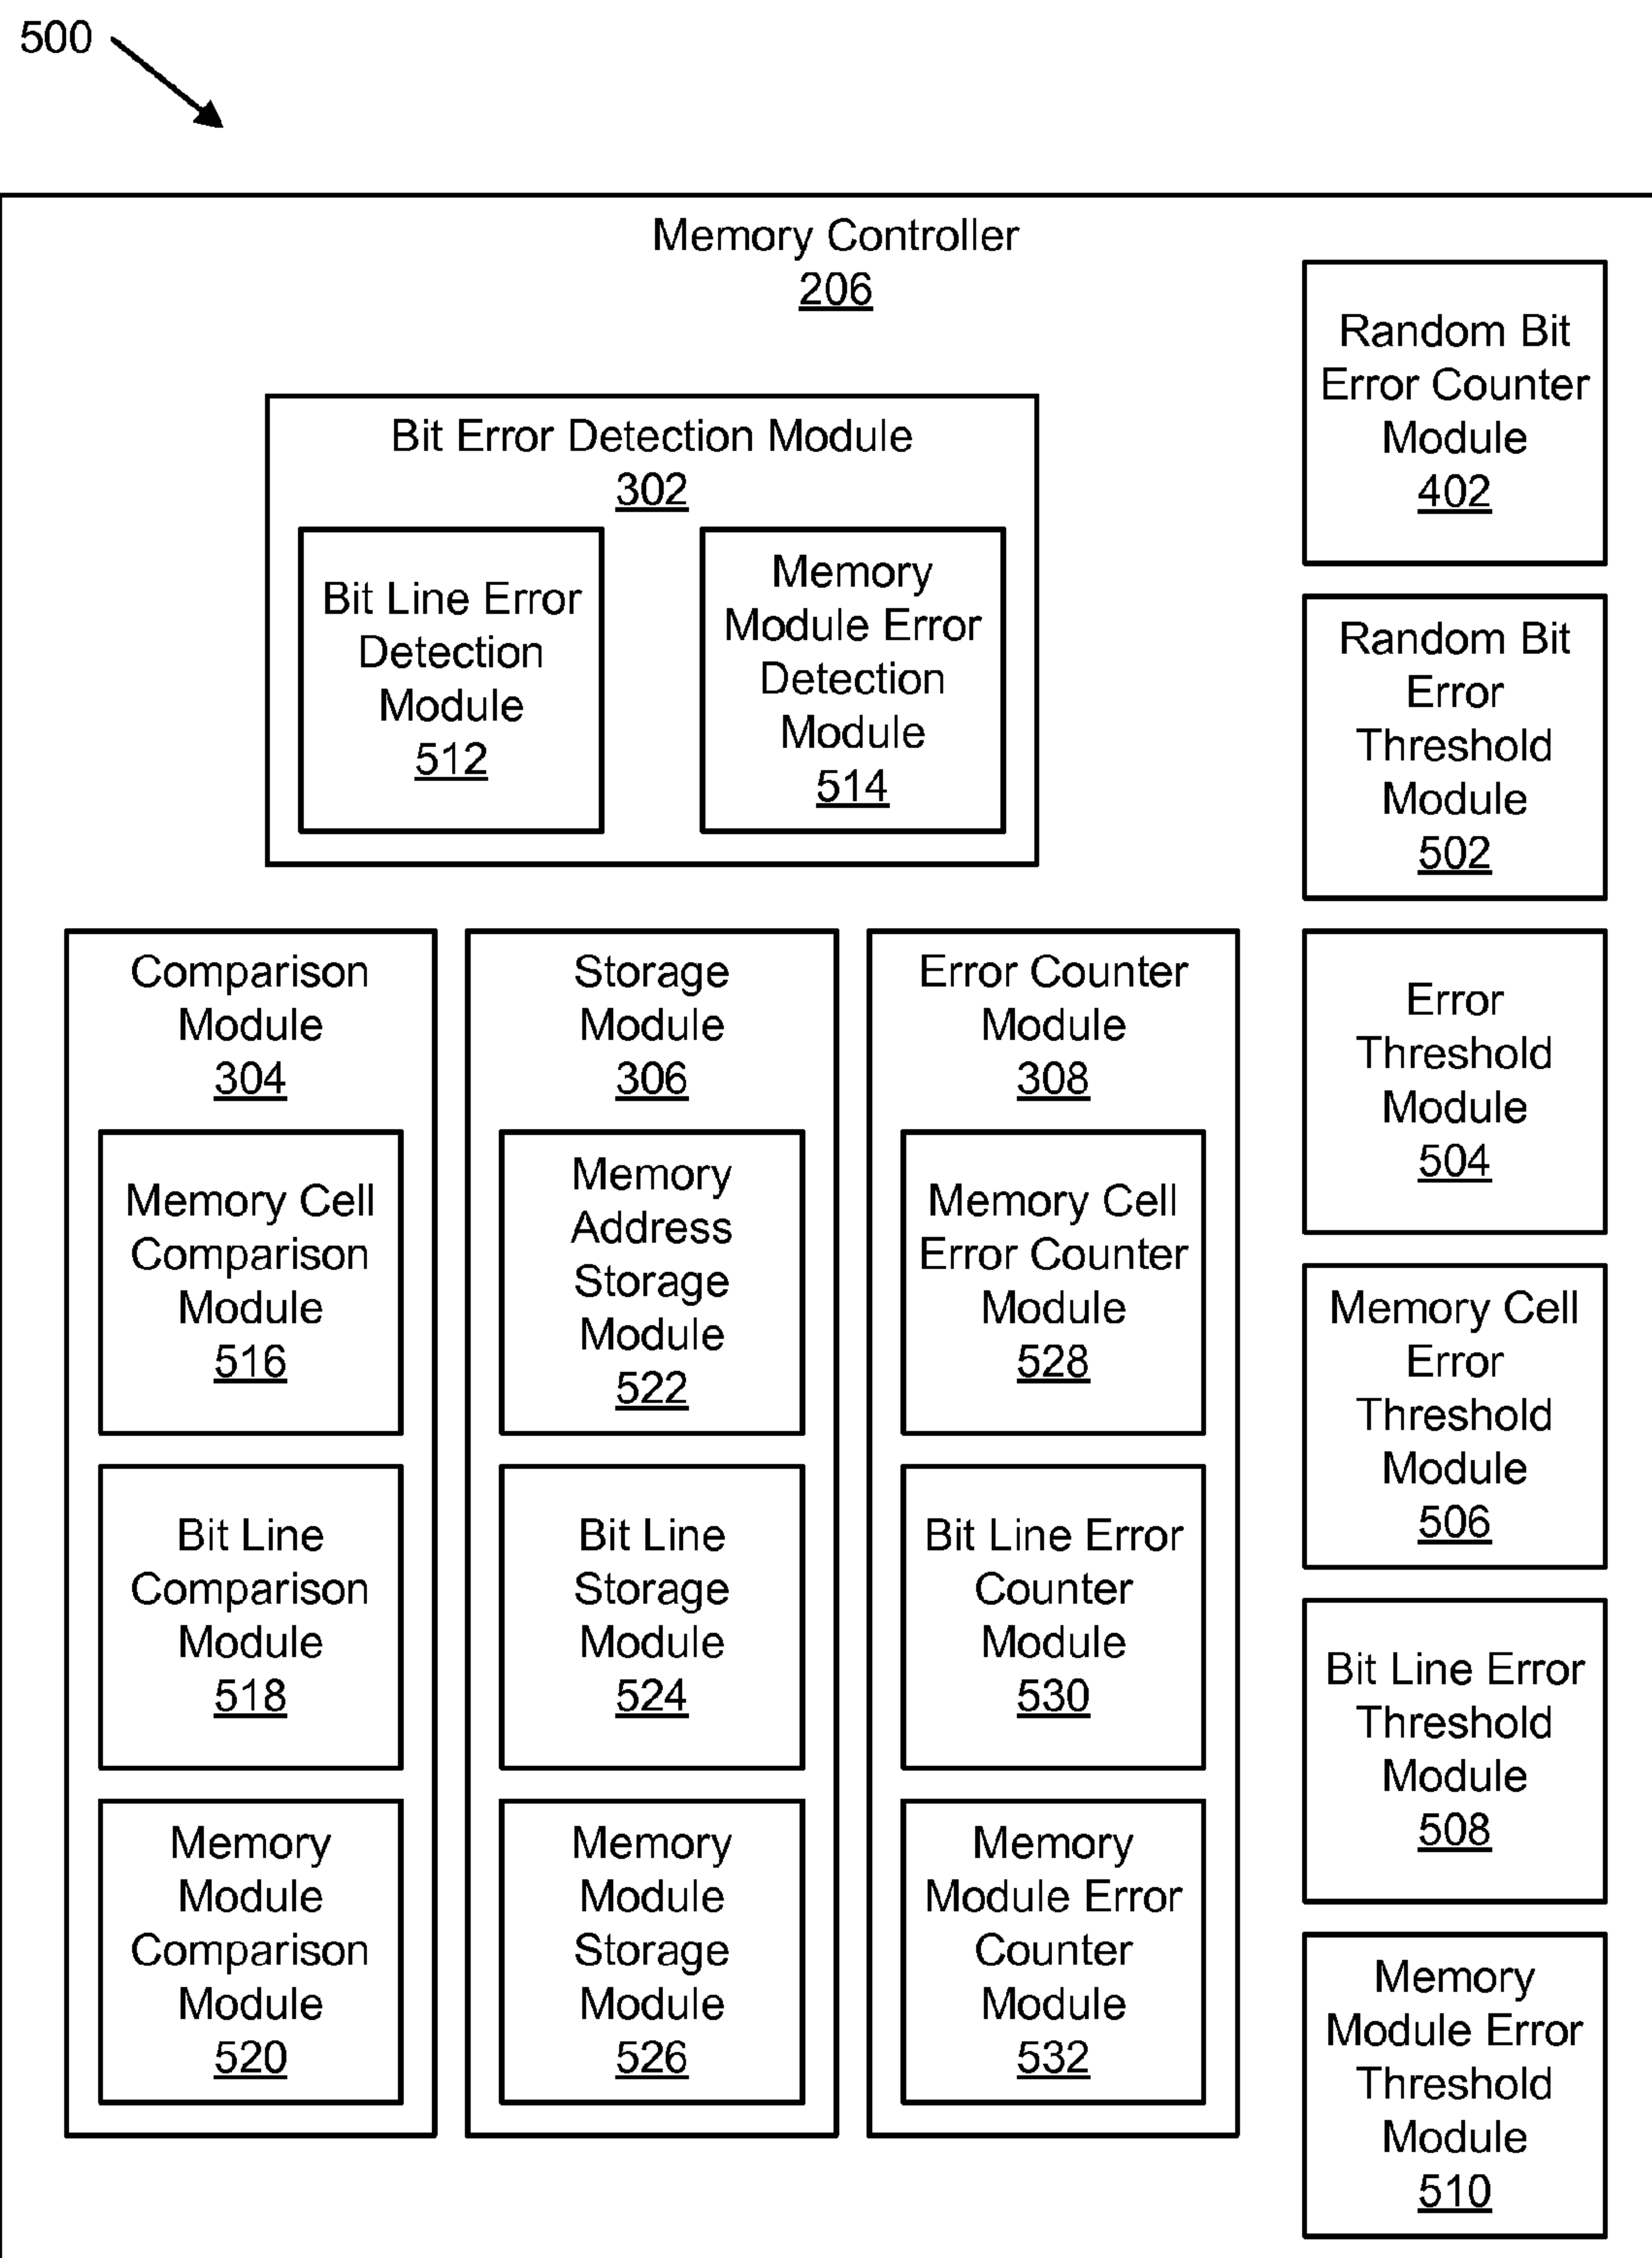 500
Memory Controller
206
Bit Error Detection Module
302
Bit Line Error
Detection
Module
512
Memory
Module Error
Detection
Module
514
Comparison
Module
304
Memory Cell
Comparison
Module
516
Bit Line
Comparison
Module
518
Memory
Module
Comparison
Module
520
Storage
Module
306
Memory
Address
Storage
Module
522
Bit Line
Storage
Module
524
Memory
Module
Storage
Module
526
Error Counter
Module
308
Memory Cell
Error Counter
Module
528
Bit Line Error
Counter
Module
530
Memory
Module Error
Counter
Module
532
Random Bit
Error Counter
Module
402
Random Bit
Error
Threshold
Module
502
Error
Threshold
Module
504
Memory Cell
Error
Threshold
Module
506
Bit Line Error
Threshold
Module
508
Memory
Module Error
Threshold
Module
510